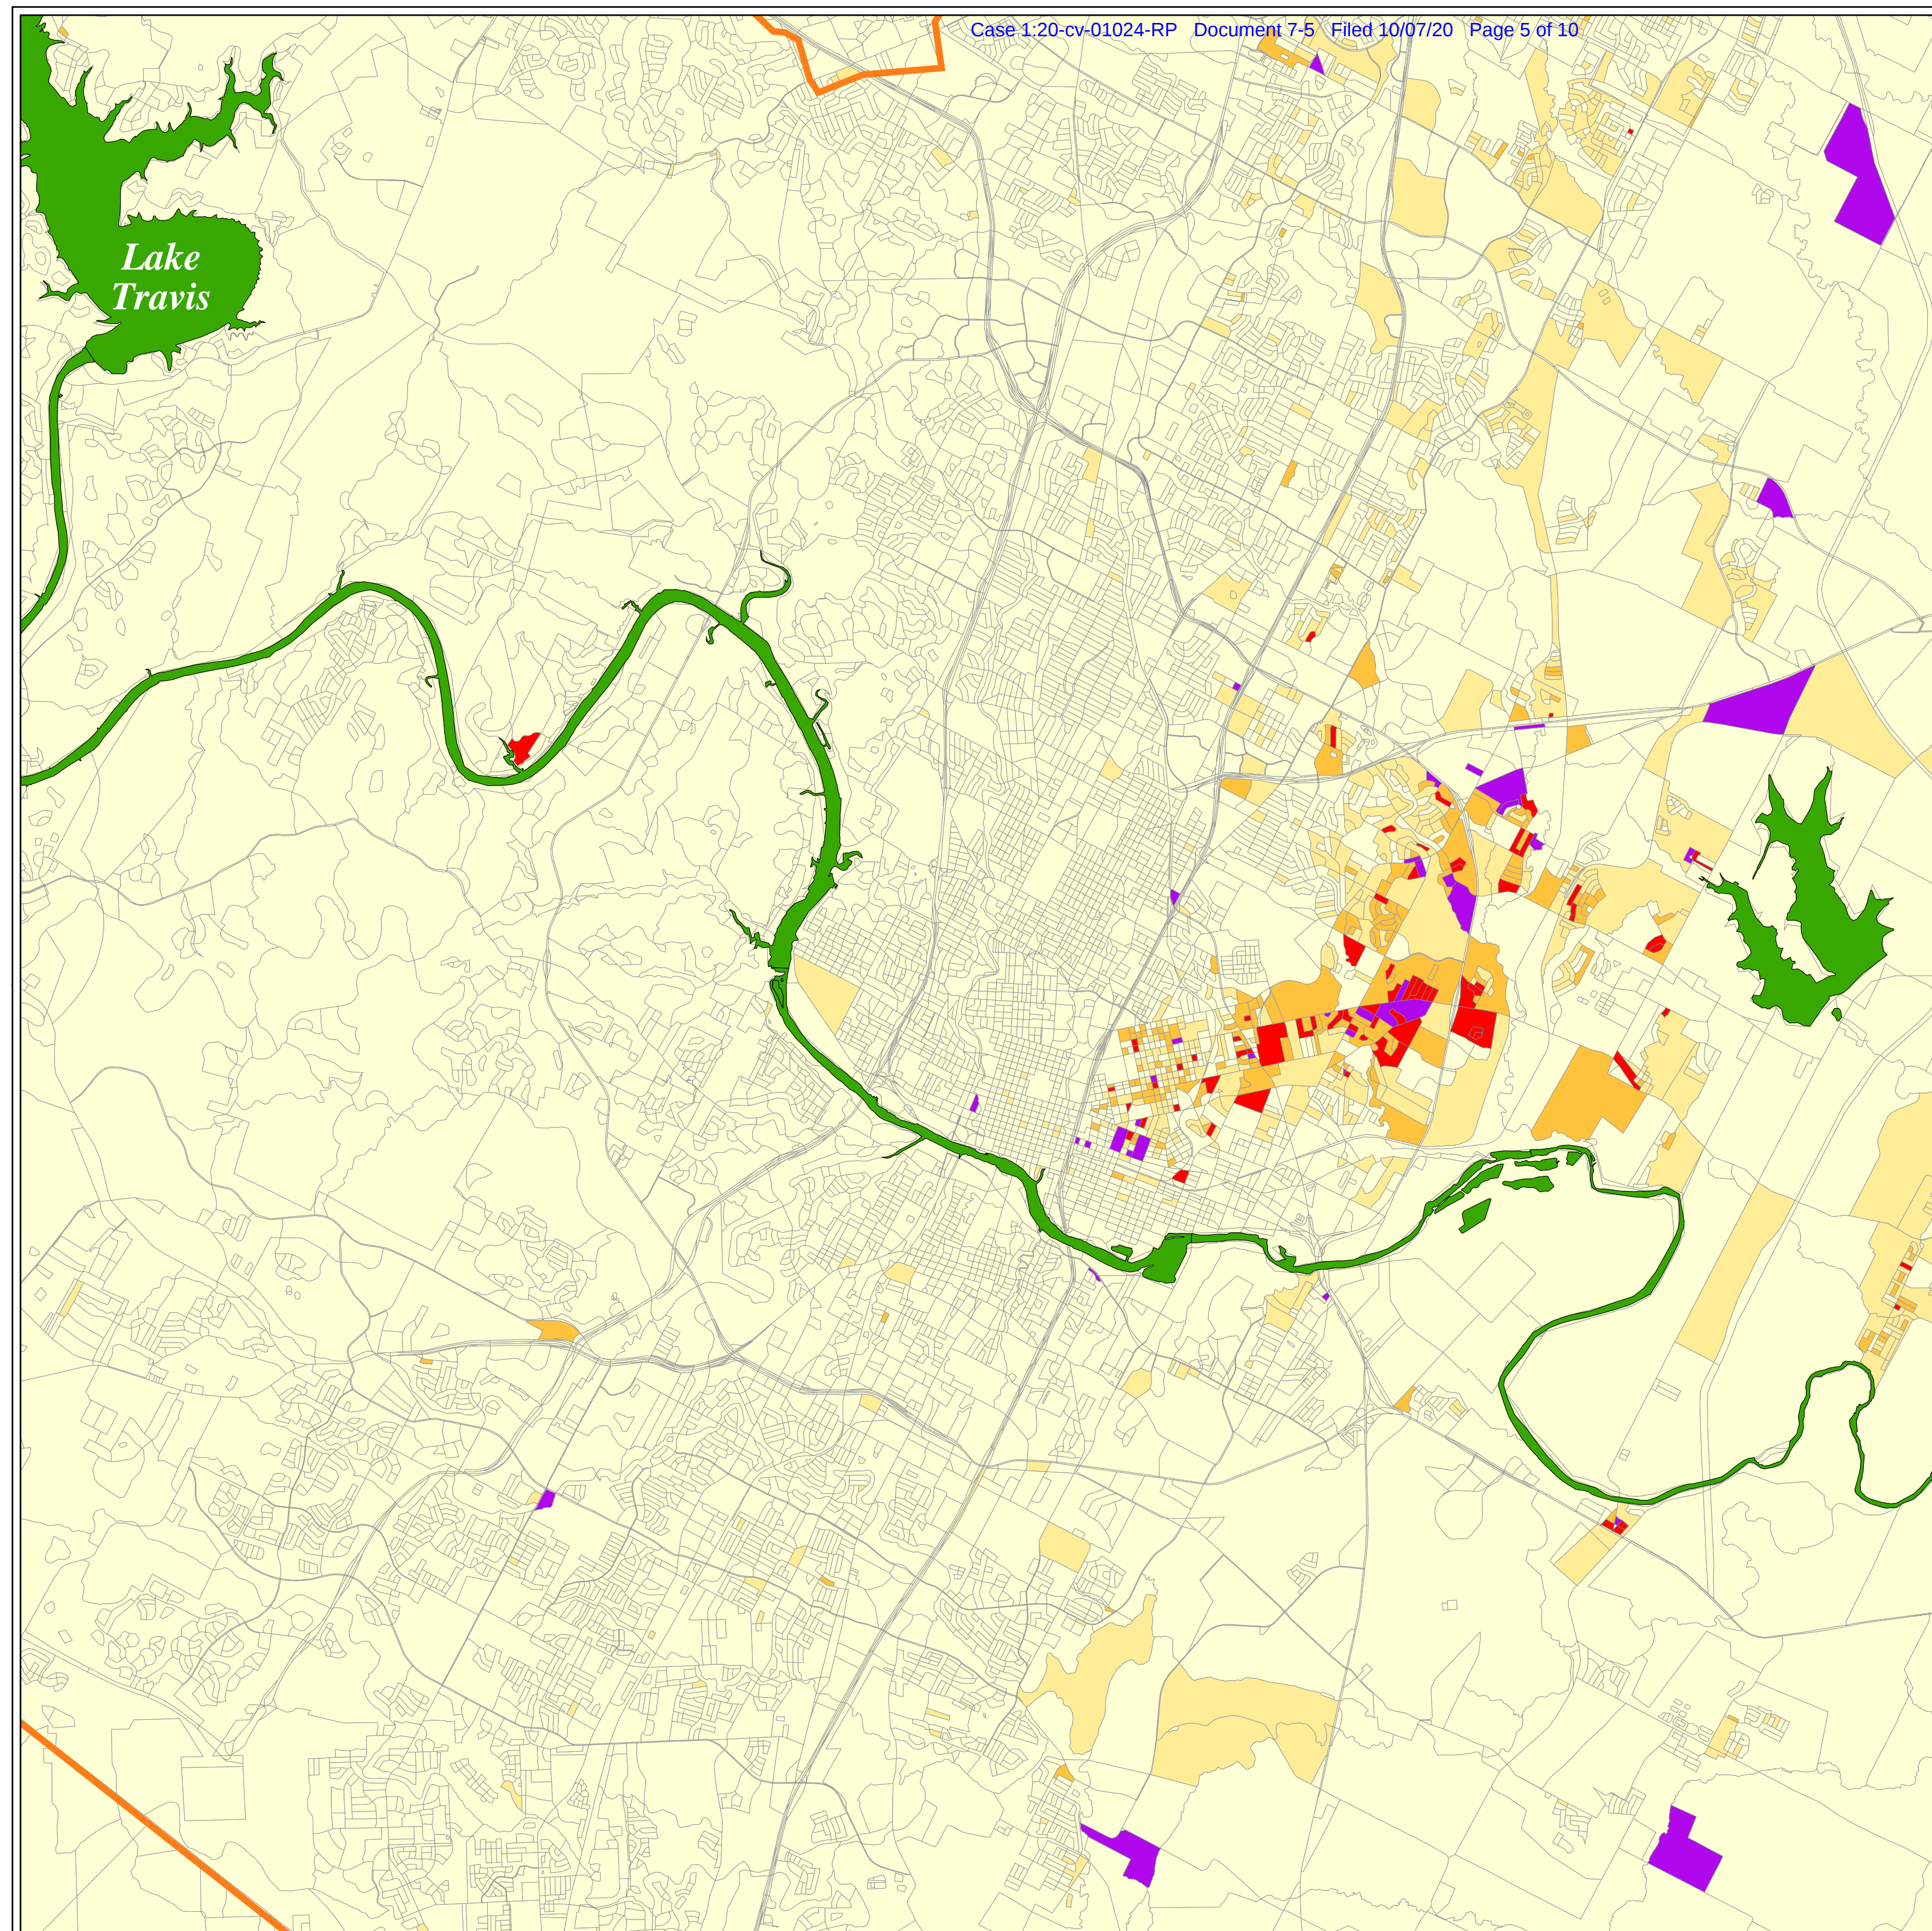 Case 1:20-cv-01024-RP Document 7-5 Filed 10/07/20 Page 5 of 10
Lake
Travis